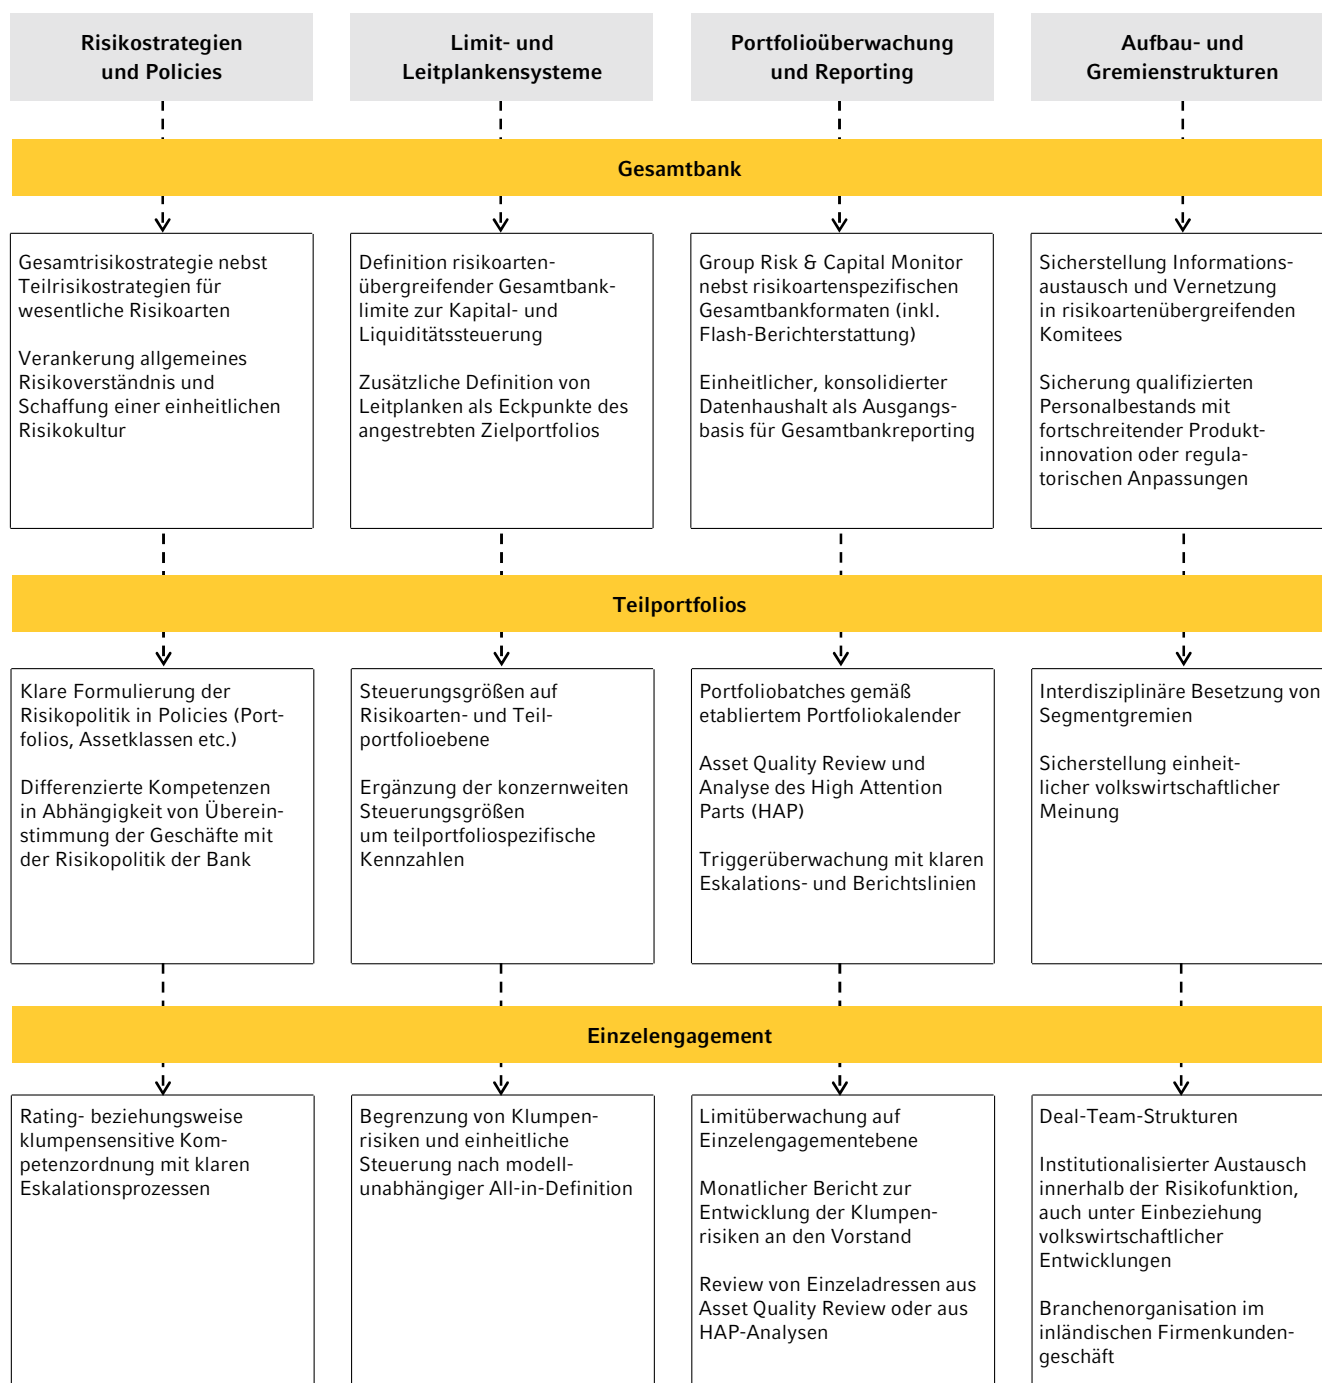 Risikostrategien
und Policies
Limit- und
Leitplankensysteme
Portfolioüberwachung
und Reporting
Aufbau- und
Gremienstrukturen
Gesamtbank
Gesamtrisikostrategie nebst
Teilrisikostrategien für
wesentliche Risikoarten
Verankerung allgemeines
Risikoverständnis und
Schaffung einer einheitlichen
Risikokultur
Definition risikoarten-
übergreifender Gesamtbank-
limite zur Kapital- und
Liquiditätssteuerung
Zusätzliche Definition von
Leitplanken als Eckpunkte des
angestrebten Zielportfolios
Group Risk & Capital Monitor
nebst risikoartenspezifischen
Gesamtbankformaten (inkl.
Flash-Berichterstattung)
Einheitlicher, konsolidierter
Datenhaushalt als Ausgangs-
basis für Gesamtbankreporting
Sicherstellung Informations-
austausch und Vernetzung
in risikoartenübergreifenden
Komitees
Sicherung qualifizierten
Personalbestands mit
fortschreitender Produkt-
innovation oder regula-
torischen Anpassungen
Teilportfolios
Klare Formulierung der
Risikopolitik in Policies (Port-
folios, Assetklassen etc.)
Differenzierte Kompetenzen
in Abhängigkeit von Überein-
stimmung der Geschäfte mit
der Risikopolitik der Bank
Steuerungsgrößen auf
Risikoarten- und Teil-
portfolioebene
Ergänzung der konzernweiten
Steuerungsgrößen
um teilportfoliospezifische
Kennzahlen
Portfoliobatches gemäß
etabliertem Portfoliokalender
Asset Quality Review und
Analyse des High Attention
Parts (HAP)
Triggerüberwachung mit klaren
Eskalations- und Berichtslinien
Interdisziplinäre Besetzung von
Segmentgremien
Sicherstellung einheit-
licher volkswirtschaftlicher
Meinung
Einzelengagement
Rating- beziehungsweise
klumpensensitive Kom-
petenzordnung mit klaren
Eskalationsprozessen
Begrenzung von Klumpen-
risiken und einheitliche
Steuerung nach modell-
unabhängiger All-in-Definition
Limitüberwachung auf
Einzelengagementebene
Monatlicher Bericht zur
Entwicklung der Klumpen-
risiken an den Vorstand
Review von Einzeladressen aus
Asset Quality Review oder aus
HAP-Analysen
Deal-Team-Strukturen
Institutionalisierter Austausch
innerhalb der Risikofunktion,
auch unter Einbeziehung
volkswirtschaftlicher
Entwicklungen
Branchenorganisation im
inländischen Firmenkunden-
geschäft